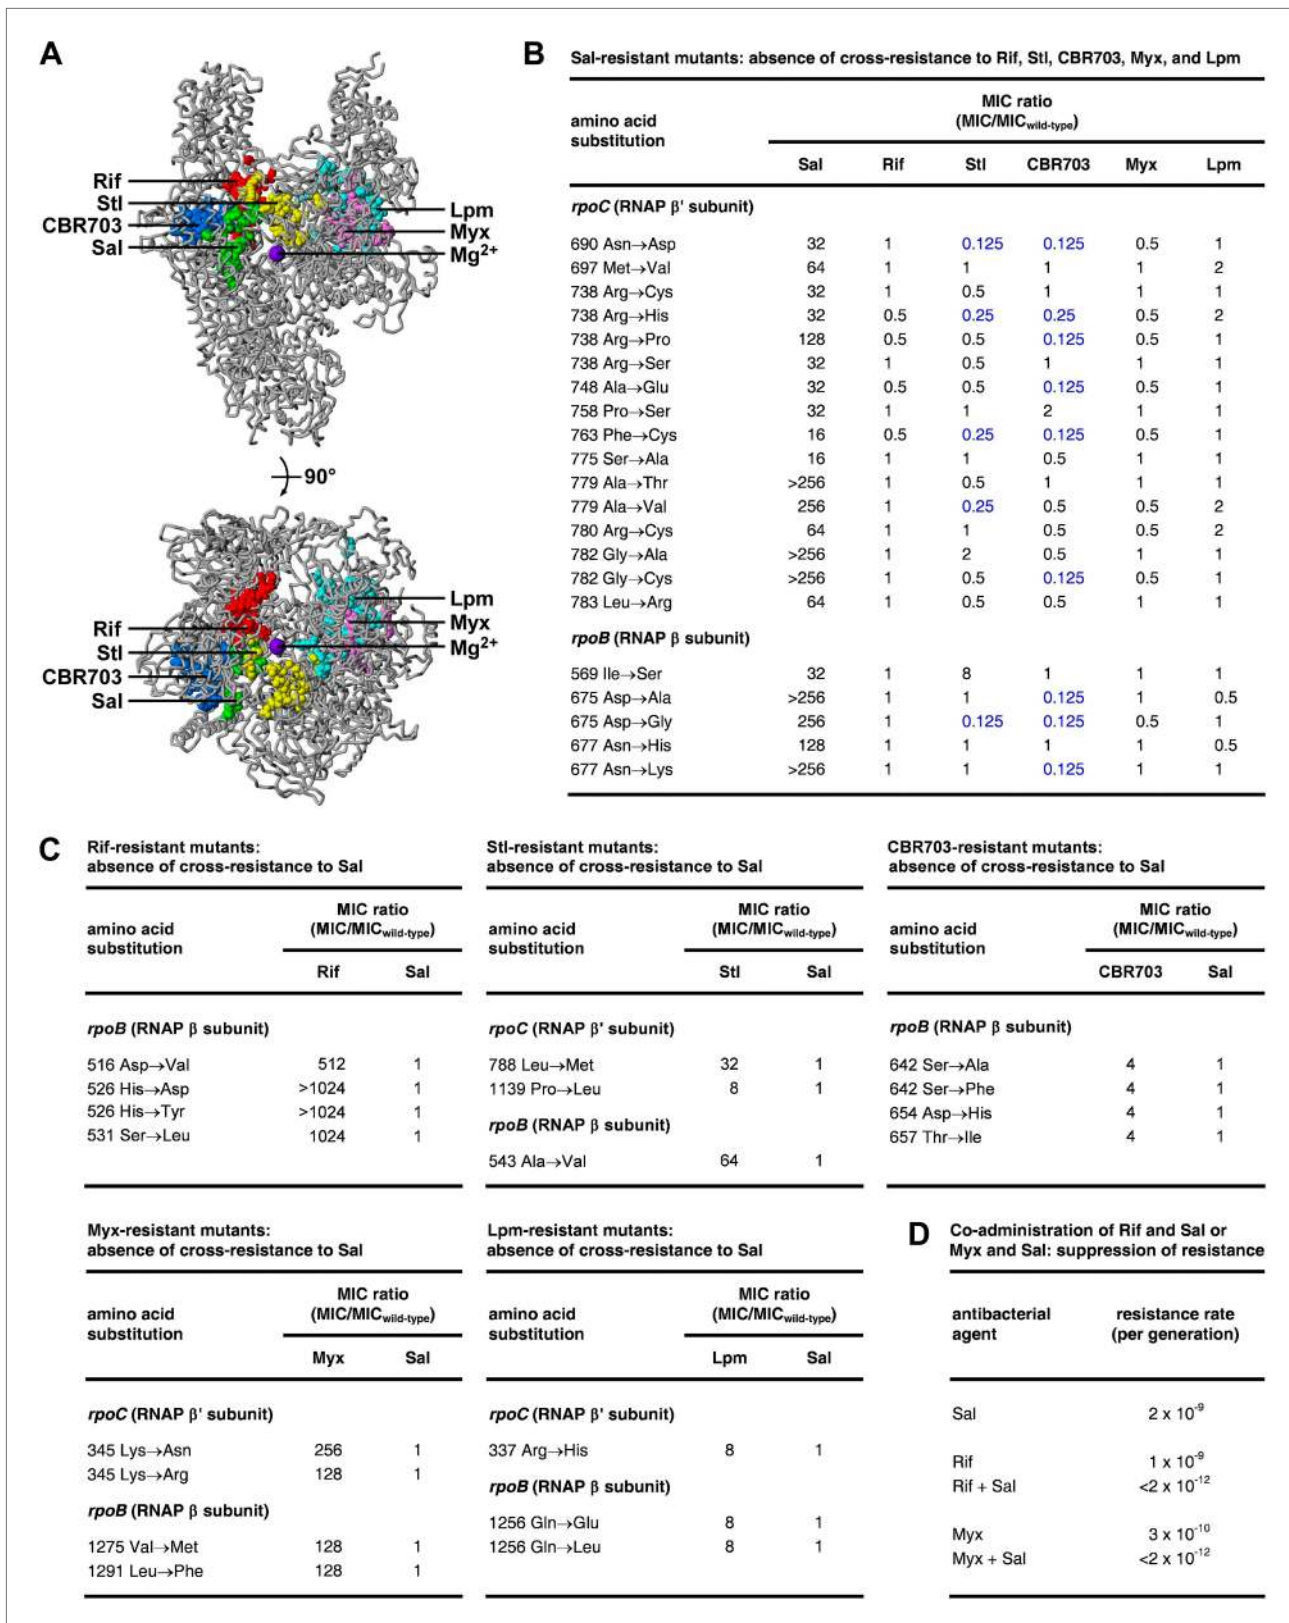 A
Rif
Stl
CBR703
Sal
Lpm
Myx
Mg2+
90°
Lpm
Myx
Mg2+
Rif
Stl
CBR703
Sal
B Sal-resistant mutants: absence of cross-resistance to Rif, Stl, CBR703, Myx, and Lpm
amino acid substitution MIC ratio (MIC/MICwild-type)
Sal Rif Stl CBR703 Myx Lpm
rpoC (RNAP β' subunit)
690 Asn→Asp 32 1 0.125 0.125 0.5 1
697 Met→Val 64 1 1 1 1 2
738 Arg→Cys 32 1 0.5 1 1 1
738 Arg→His 32 0.5 0.25 0.25 0.5 2
738 Arg→Pro 128 0.5 0.5 0.125 0.5 1
738 Arg→Ser 32 1 0.5 1 1 1
748 Ala→Glu 32 0.5 0.5 0.125 0.5 1
758 Pro→Ser 32 1 1 2 1 1
763 Phe→Cys 16 0.5 0.25 0.125 0.5 1
775 Ser→Ala 16 1 1 0.5 1 1
779 Ala→Thr >256 1 0.5 1 1 1
779 Ala→Val 256 1 0.25 0.5 0.5 2
780 Arg→Cys 64 1 1 0.5 0.5 2
782 Gly→Ala >256 1 2 0.5 1 1
782 Gly→Cys >256 1 0.5 0.125 0.5 1
783 Leu→Arg 64 1 0.5 0.5 1 1
rpoB (RNAP β subunit)
569 Ile→Ser 32 1 8 1 1 1
675 Asp→Ala >256 1 1 0.125 1 0.5
675 Asp→Gly 256 1 0.125 0.125 0.5 1
677 Asn→His 128 1 1 1 1 0.5
677 Asn→Lys >256 1 1 0.125 1 1
C Rif-resistant mutants:
absence of cross-resistance to Sal
amino acid substitution MIC ratio (MIC/MICwild-type)
Rif Sal
rpoB (RNAP β subunit)
516 Asp→Val 512 1
526 His→Asp >1024 1
526 His→Tyr >1024 1
531 Ser→Leu 1024 1
Stl-resistant mutants:
absence of cross-resistance to Sal
amino acid substitution MIC ratio (MIC/MICwild-type)
Stl Sal
rpoC (RNAP β' subunit)
788 Leu→Met 32 1
1139 Pro→Leu 8 1
rpoB (RNAP β subunit)
543 Ala→Val 64 1
CBR703-resistant mutants:
absence of cross-resistance to Sal
amino acid substitution MIC ratio (MIC/MICwild-type)
CBR703 Sal
rpoB (RNAP β subunit)
642 Ser→Ala 4 1
642 Ser→Phe 4 1
654 Asp→His 4 1
657 Thr→Ile 4 1
Myx-resistant mutants:
absence of cross-resistance to Sal
amino acid substitution MIC ratio (MIC/MICwild-type)
Myx Sal
rpoC (RNAP β' subunit)
345 Lys→Asn 256 1
345 Lys→Arg 128 1
rpoB (RNAP β subunit)
1275 Val→Met 128 1
1291 Leu→Phe 128 1
Lpm-resistant mutants:
absence of cross-resistance to Sal
amino acid substitution MIC ratio (MIC/MICwild-type)
Lpm Sal
rpoC (RNAP β' subunit)
337 Arg→His 8 1
rpoB (RNAP β subunit)
1256 Gln→Glu 8 1
1256 Gln→Leu 8 1
D Co-administration of Rif and Sal or
Myx and Sal: suppression of resistance
antibacterial agent resistance rate (per generation)
Sal 2 x 10-9
Rif 1 x 10-9
Rif + Sal <2 x 10-12
Myx 3 x 10-10
Myx + Sal <2 x 10-12